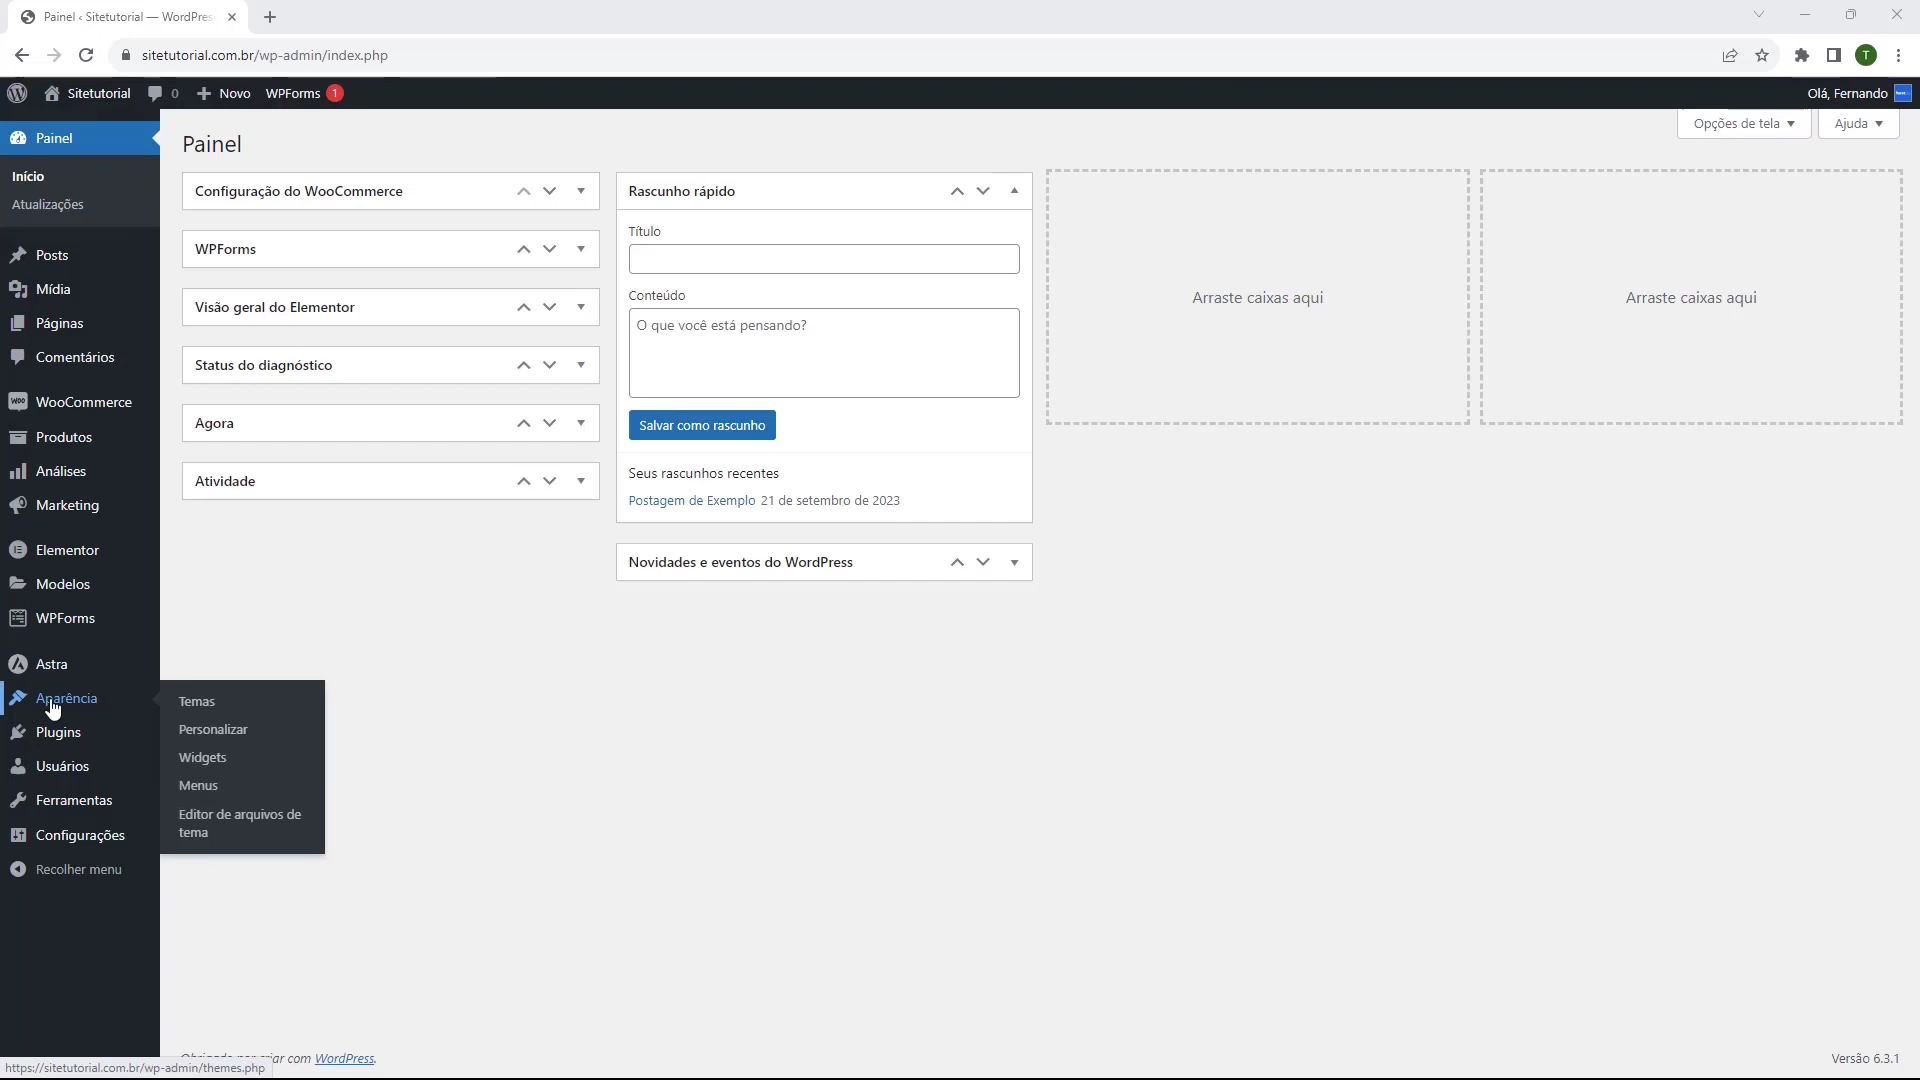 Painel ‹ Sitetutorial — WordPres
sitetutorial.com.br/wp-admin/index.php
T
Sitetutorial
0
Novo
WPForms 1
Olá, Fernando
Painel
Início
Atualizações
Posts
Mídia
Páginas
Comentários
WooCommerce
Produtos
Análises
Marketing
Elementor
Modelos
WPForms
Astra
Aparência
Plugins
Usuários
Ferramentas
Configurações
Recolher menu
Temas
Personalizar
Widgets
Menus
Editor de arquivos de
tema
Painel
Opções de tela
Ajuda
Configuração do WooCommerce
WPForms
Visão geral do Elementor
Status do diagnóstico
Agora
Atividade
Rascunho rápido
Título
Conteúdo
O que você está pensando?
Salvar como rascunho
Seus rascunhos recentes
Postagem de Exemplo 21 de setembro de 2023
Novidades e eventos do WordPress
Arraste caixas aqui
Arraste caixas aqui
criar com WordPress.
Versão 6.3.1
https://sitetutorial.com.br/wp-admin/themes.php